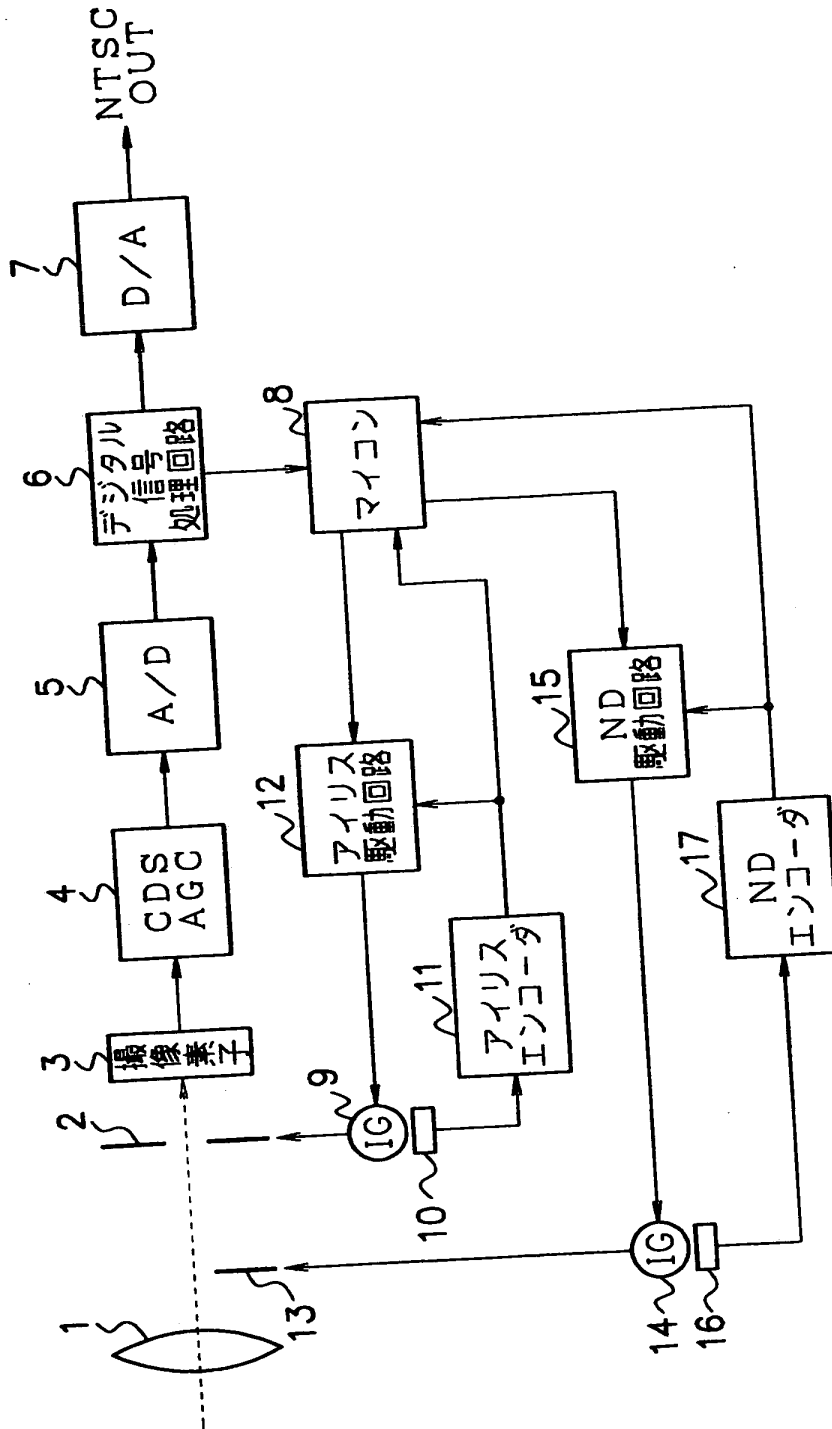 1
2
3
撮像素子
4
CDS
AGC
5
A/D
6
デジタル
信号
処理回路
7
D/A
NTSC
OUT
8
マイコン
9
IG
10
11
アイリス
エンコーダ
12
アイリス
駆動回路
13
14
IG
15
ND
駆動回路
16
17
ND
エンコーダ